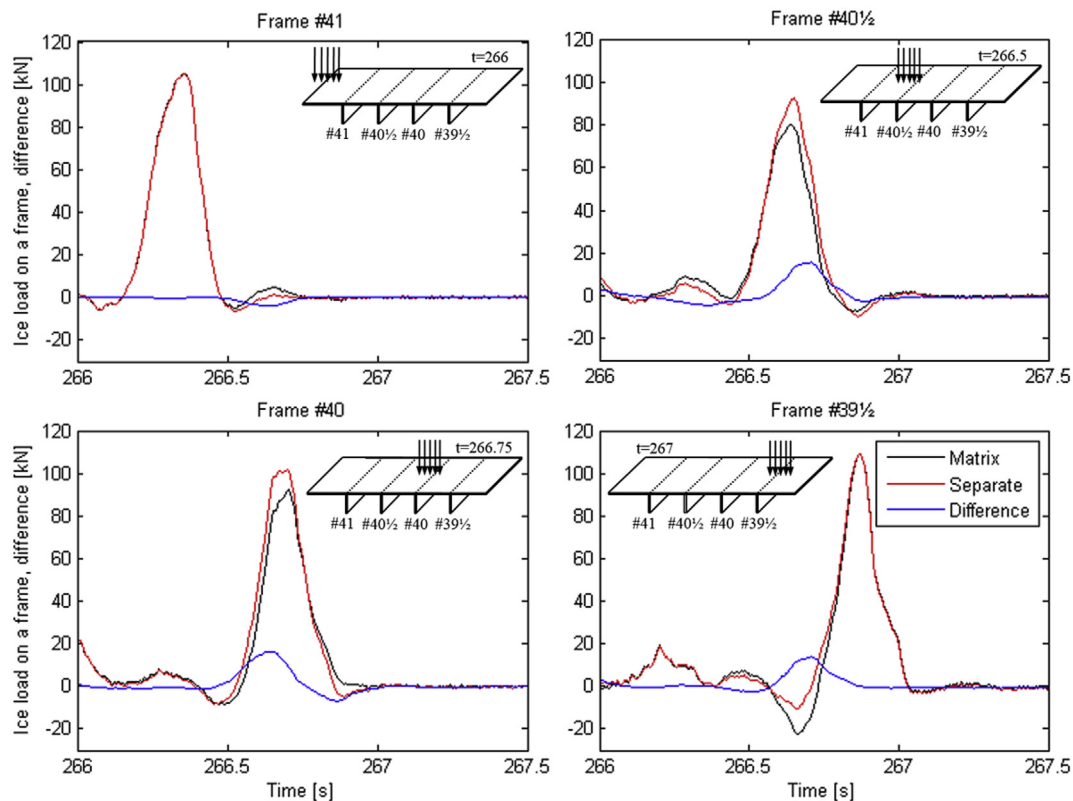 Frame #41
Ice load on a frame, difference [kN]
120
100
80
60
40
20
0
-20
266
266.5
267
267.5
t=266
#41 #40½ #40 #39½
Frame #40½
120
100
80
60
40
20
0
-20
266
266.5
267
267.5
t=266.5
#41 #40½ #40 #39½
Frame #40
Ice load on a frame, difference [kN]
120
100
80
60
40
20
0
-20
266
266.5
267
267.5
Time [s]
t=266.75
#41 #40½ #40 #39½
Frame #39½
120
100
80
60
40
20
0
-20
266
266.5
267
267.5
Time [s]
t=267
#41 #40½ #40 #39½
Matrix
Separate
Difference